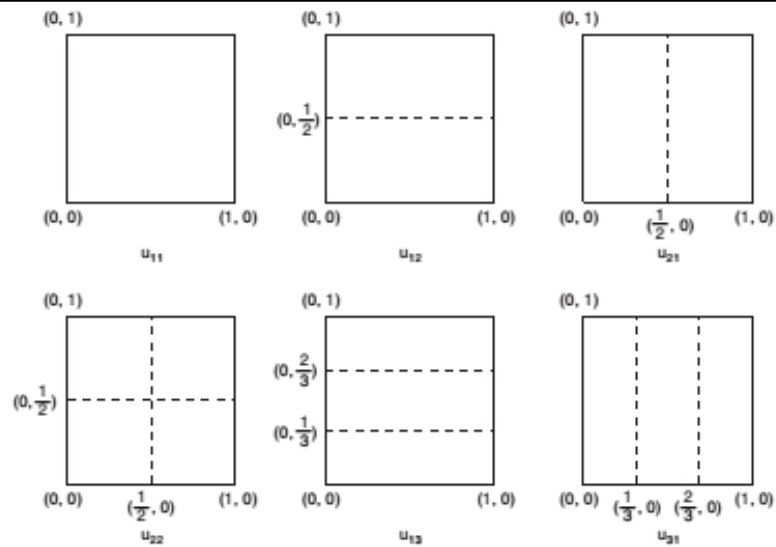 (0, 1) (0, 1) (0, 1)
(0, 1/2)
(0, 0) (1, 0) (0, 0) (1, 0) (0, 0) (1/2, 0) (1, 0)
u₁₁ u₁₂ u₂₁
(0, 1) (0, 1) (0, 1)
(0, 2/3)
(0, 1/2)
(0, 1/3)
(0, 0) (1/2, 0) (1, 0) (0, 0) (1, 0) (0, 0) (1/3, 0) (2/3, 0) (1, 0)
u₂₂ u₁₃ u₃₁